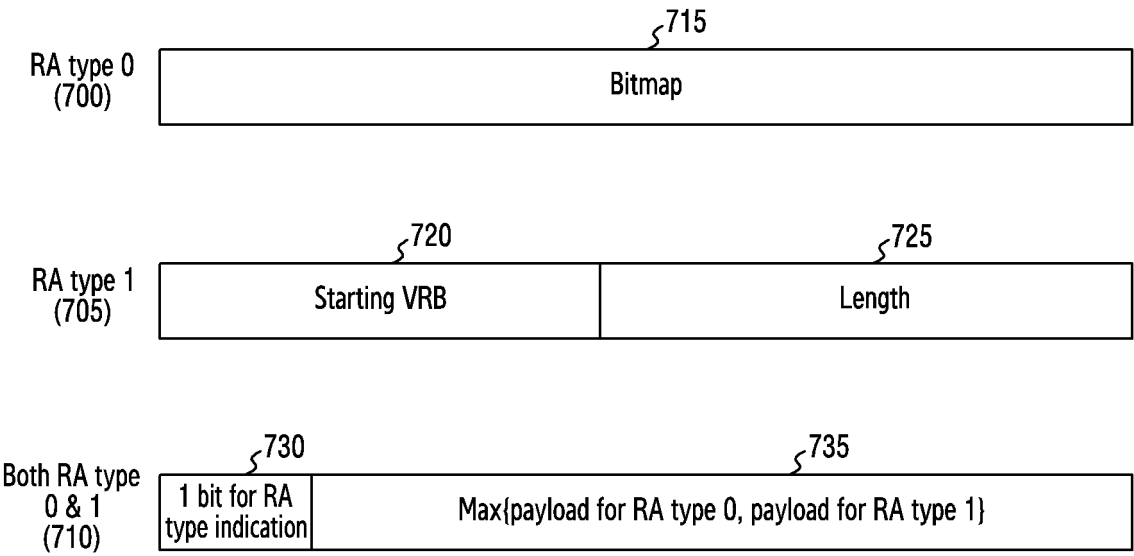 715
RA type 0
(700)
Bitmap
720
725
RA type 1
(705)
Starting VRB
Length
730
735
Both RA type
0 & 1
(710)
1 bit for RA
type indication
Max{payload for RA type 0, payload for RA type 1}